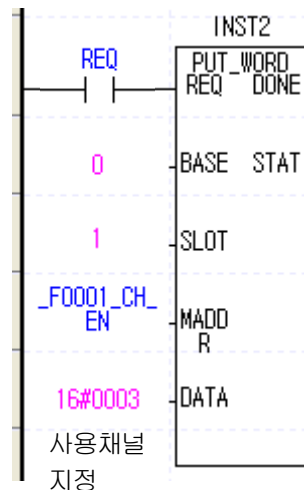 INST2
REQ
PUT_WORD
REQ DONE
0
BASE STAT
1
SLOT
_F0001_CH_
EN
MADD
R
16#0003
DATA
사용채널
지정